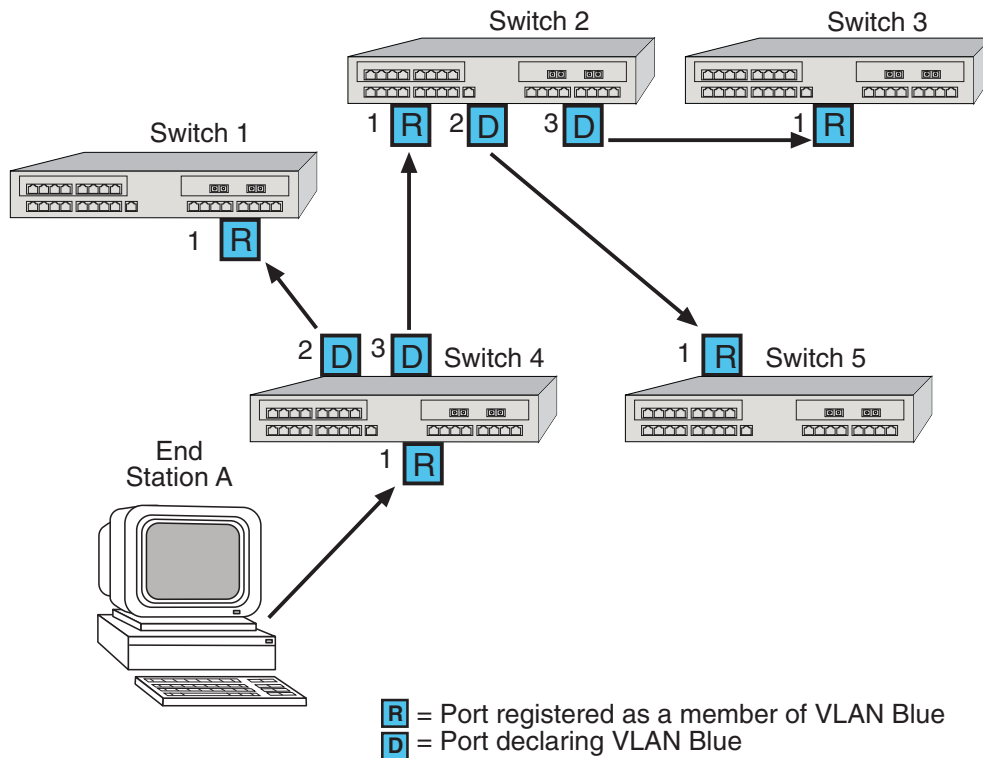 Switch 2
Switch 3
1 R 2 D 3 D
1 R
Switch 1
1 R
2 D 3 D Switch 4
1 R Switch 5
1 R
End
Station A
R = Port registered as a member of VLAN Blue
D = Port declaring VLAN Blue